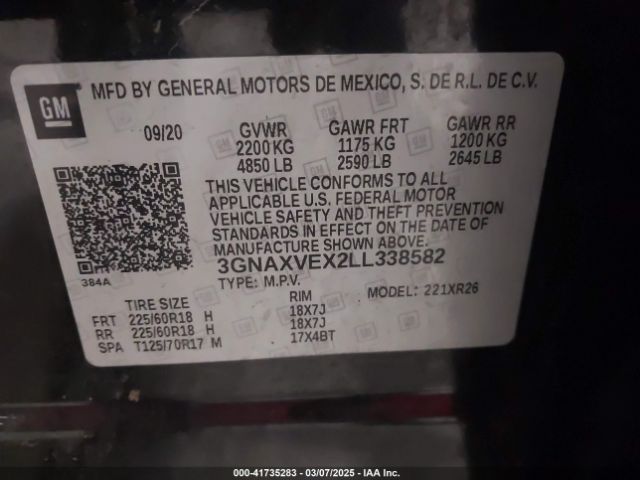 GM
MFD BY GENERAL MOTORS DE MEXICO, S. DE R.L. DE C.V.
09/20 GVWR GAWR FRT GAWR RR
2200 KG 1175 KG 1200 KG
4850 LB 2590 LB 2645 LB
THIS VEHICLE CONFORMS TO ALL
APPLICABLE U.S. FEDERAL MOTOR
VEHICLE SAFETY AND THEFT PREVENTION
STANDARDS IN EFFECT ON THE DATE OF
MANUFACTURE SHOWN ABOVE.
3GNAXVEX2LL338582
384A
TYPE: M.P.V. MODEL: 221XR26
TIRE SIZE RIM
FRT 225/60R18 H 18X7J
RR 225/60R18 H 18X7J
SPA T125/70R17 M 17X4BT
000-41735283 - 03/07/2025 - IAA Inc.